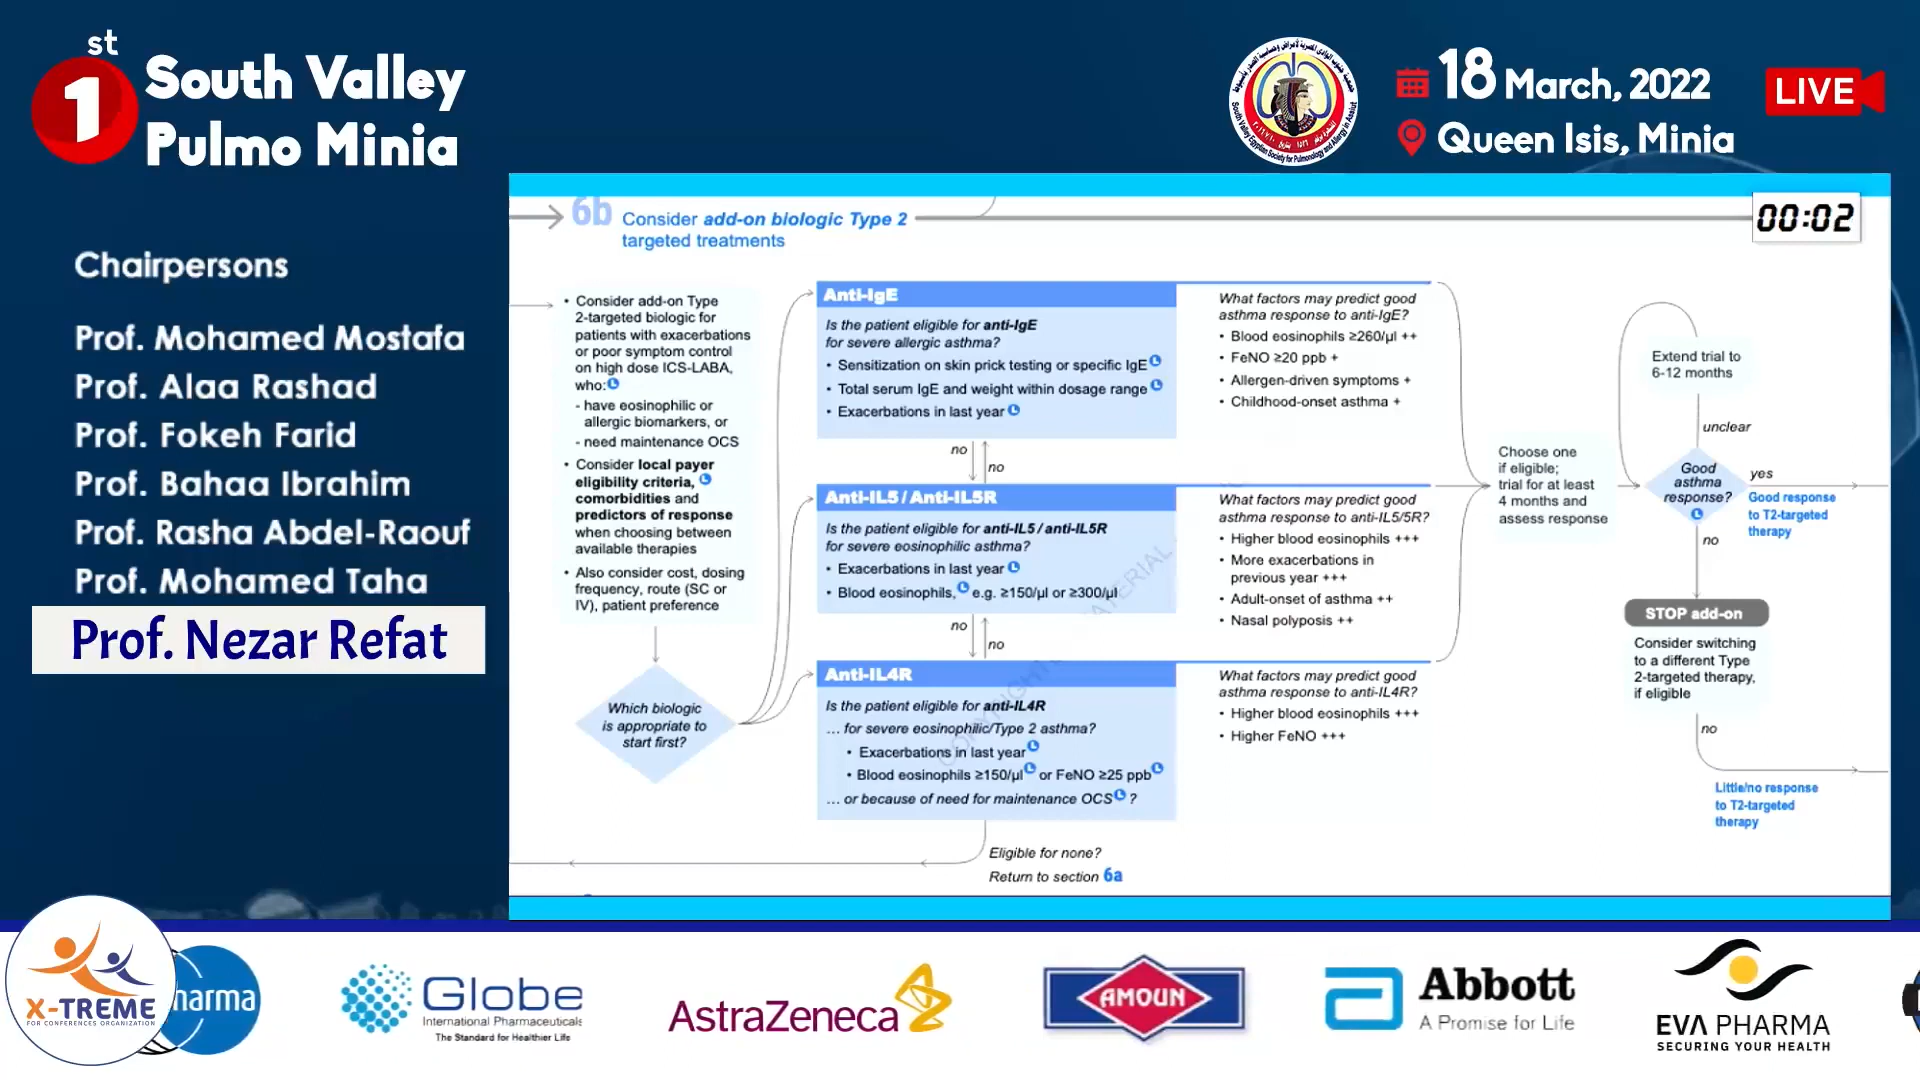 1st
South Valley
Pulmo Minia
18 March, 2022
Queen Isis, Minia
LIVE
Chairpersons
Prof. Mohamed Mostafa
Prof. Alaa Rashad
Prof. Fokeh Farid
Prof. Bahaa Ibrahim
Prof. Rasha Abdel-Raouf
Prof. Mohamed Taha
Prof. Nezar Refat
6b Consider add-on biologic Type 2
targeted treatments
00:02
• Consider add-on Type
2-targeted biologic for
patients with exacerbations
or poor symptom control
on high dose ICS-LABA,
who:
- have eosinophilic or
allergic biomarkers, or
- need maintenance OCS
• Consider local payer
eligibility criteria,
comorbidities and
predictors of response
when choosing between
available therapies
• Also consider cost, dosing
frequency, route (SC or
IV), patient preference
Which biologic
is appropriate to
start first?
Anti-IgE
Is the patient eligible for anti-IgE
for severe allergic asthma?
• Sensitization on skin prick testing or specific IgE
• Total serum IgE and weight within dosage range
• Exacerbations in last year
What factors may predict good
asthma response to anti-IgE?
• Blood eosinophils ≥260/µl ++
• FeNO ≥20 ppb +
• Allergen-driven symptoms +
• Childhood-onset asthma +
no
no
Anti-IL5 / Anti-IL5R
Is the patient eligible for anti-IL5 / anti-IL5R
for severe eosinophilic asthma?
• Exacerbations in last year
• Blood eosinophils, e.g. ≥150/µl or ≥300/µl
What factors may predict good
asthma response to anti-IL5/5R?
• Higher blood eosinophils +++
• More exacerbations in
previous year +++
• Adult-onset of asthma ++
• Nasal polyposis ++
no
no
Anti-IL4R
Is the patient eligible for anti-IL4R
... for severe eosinophilic/Type 2 asthma?
• Exacerbations in last year
• Blood eosinophils ≥150/µl or FeNO ≥25 ppb
... or because of need for maintenance OCS ?
What factors may predict good
asthma response to anti-IL4R?
• Higher blood eosinophils +++
• Higher FeNO +++
Eligible for none?
Return to section 6a
Choose one
if eligible;
trial for at least
4 months and
assess response
Extend trial to
6-12 months
unclear
Good
asthma
response?
yes
Good response
to T2-targeted
therapy
no
STOP add-on
Consider switching
to a different Type
2-targeted therapy,
if eligible
no
Little/no response
to T2-targeted
therapy
X-TREME
FOR CONFERENCES ORGANIZATION
harma
Globe
International Pharmaceuticals
The Standard for Healthier Life
AstraZeneca
AMOUN
Abbott
A Promise for Life
EVA PHARMA
SECURING YOUR HEALTH